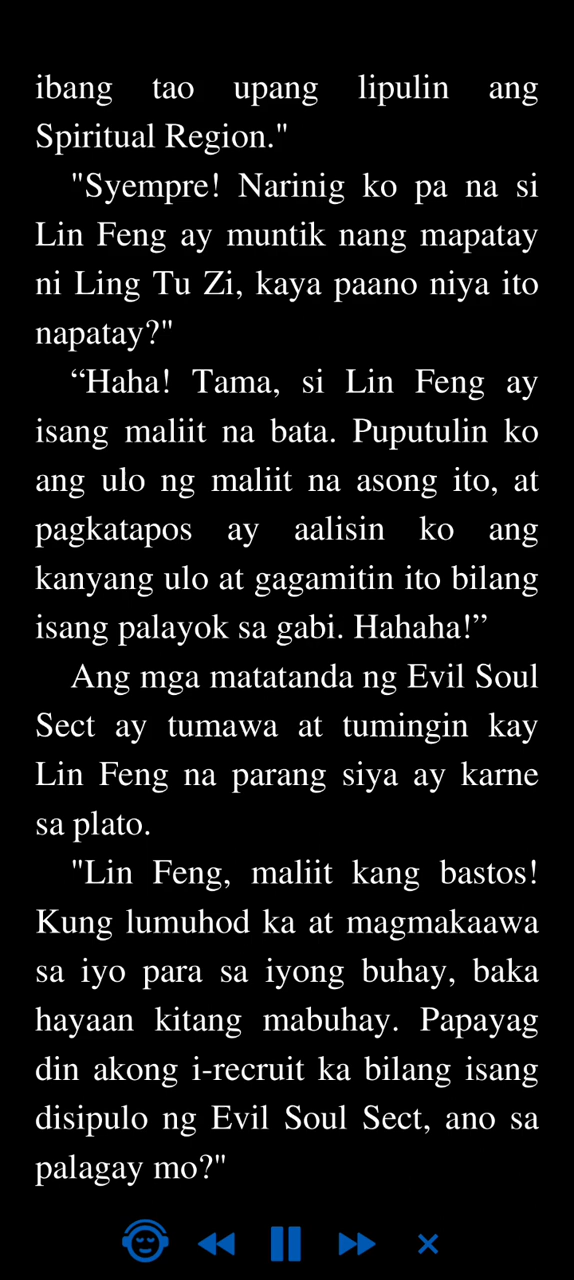 ibang tao upang lipulin ang
Spiritual Region."
"Syempre! Narinig ko pa na si
Lin Feng ay muntik nang mapatay
ni Ling Tu Zi, kaya paano niya ito
napatay?"
“Haha! Tama, si Lin Feng ay
isang maliit na bata. Puputulin ko
ang ulo ng maliit na asong ito, at
pagkatapos ay aalisin ko ang
kanyang ulo at gagamitin ito bilang
isang palayok sa gabi. Hahaha!”
Ang mga matatanda ng Evil Soul
Sect ay tumawa at tumingin kay
Lin Feng na parang siya ay karne
sa plato.
"Lin Feng, maliit kang bastos!
Kung lumuhod ka at magmakaawa
sa iyo para sa iyong buhay, baka
hayaan kitang mabuhay. Papayag
din akong i-recruit ka bilang isang
disipulo ng Evil Soul Sect, ano sa
palagay mo?"